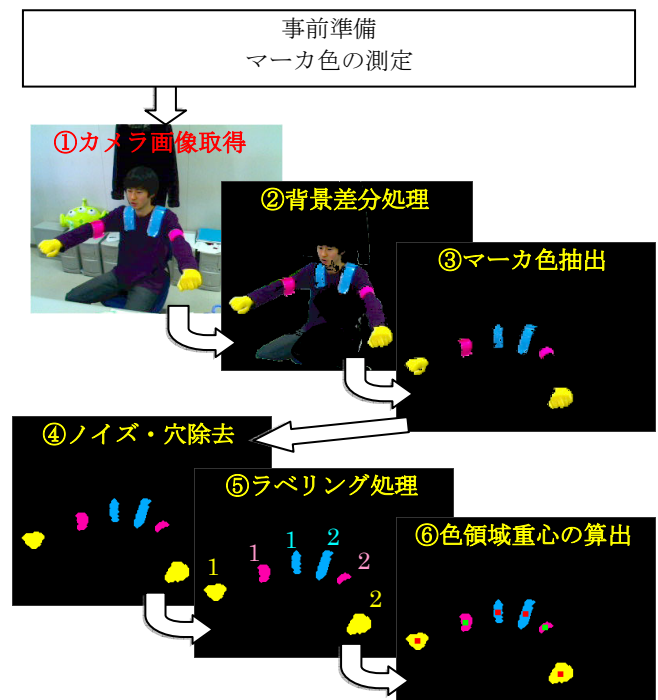 事前準備
マーカ色の測定
①カメラ画像取得
②背景差分処理
③マーカ色抽出
④ノイズ・穴除去
⑤ラベリング処理
1
1
1
2
2
2
⑥色領域重心の算出